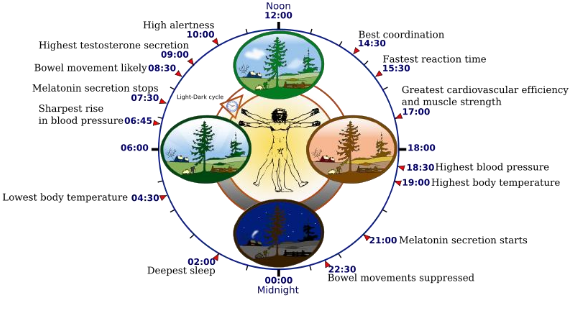 Noon
12:00
High alertness
10:00
Highest testosterone secretion
09:00
Bowel movement likely 08:30
Melatonin secretion stops
07:30
Sharpest rise
in blood pressure 06:45
06:00
Lowest body temperature 04:30
02:00
Deepest sleep
00:00
Midnight
Light-Dark cycle
Best coordination
14:30
Fastest reaction time
15:30
Greatest cardiovascular efficiency
and muscle strength
17:00
18:00
18:30 Highest blood pressure
19:00 Highest body temperature
21:00 Melatonin secretion starts
22:30
Bowel movements suppressed